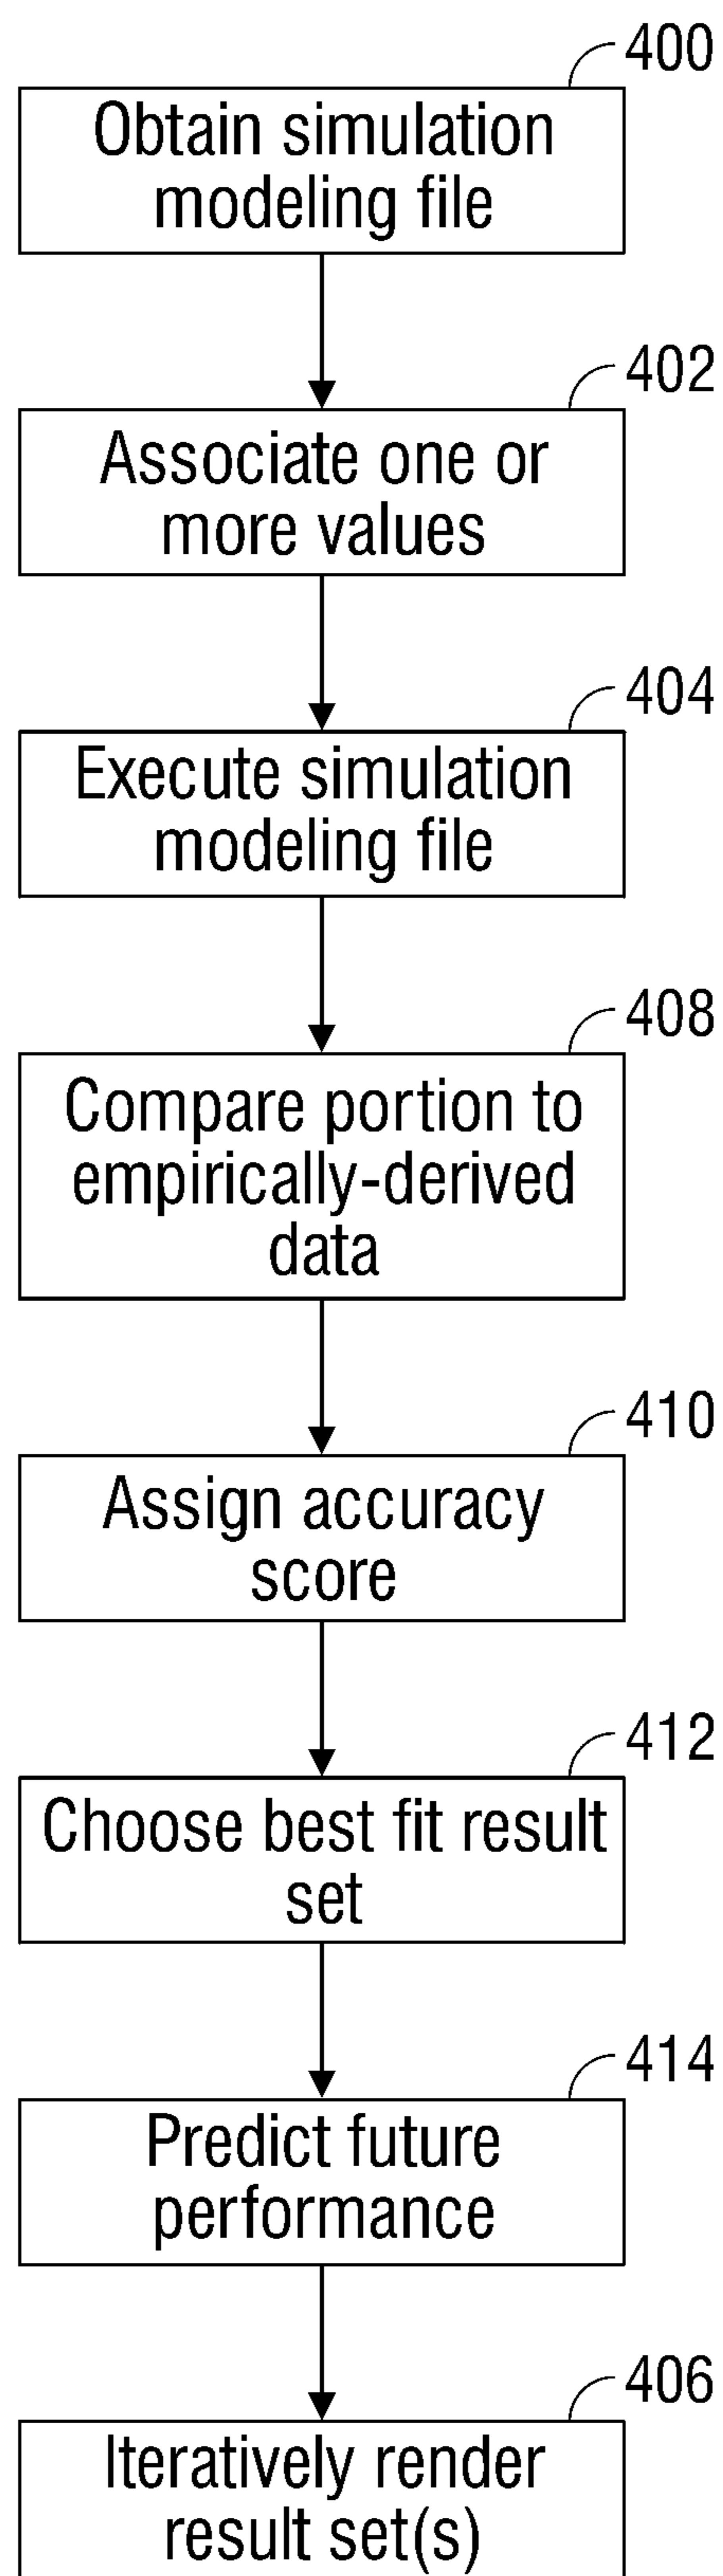 400
Obtain simulation
modeling file
402
Associate one or
more values
404
Execute simulation
modeling file
408
Compare portion to
empirically-derived
data
410
Assign accuracy
score
412
Choose best fit result
set
414
Predict future
performance
406
Iteratively render
result set(s)